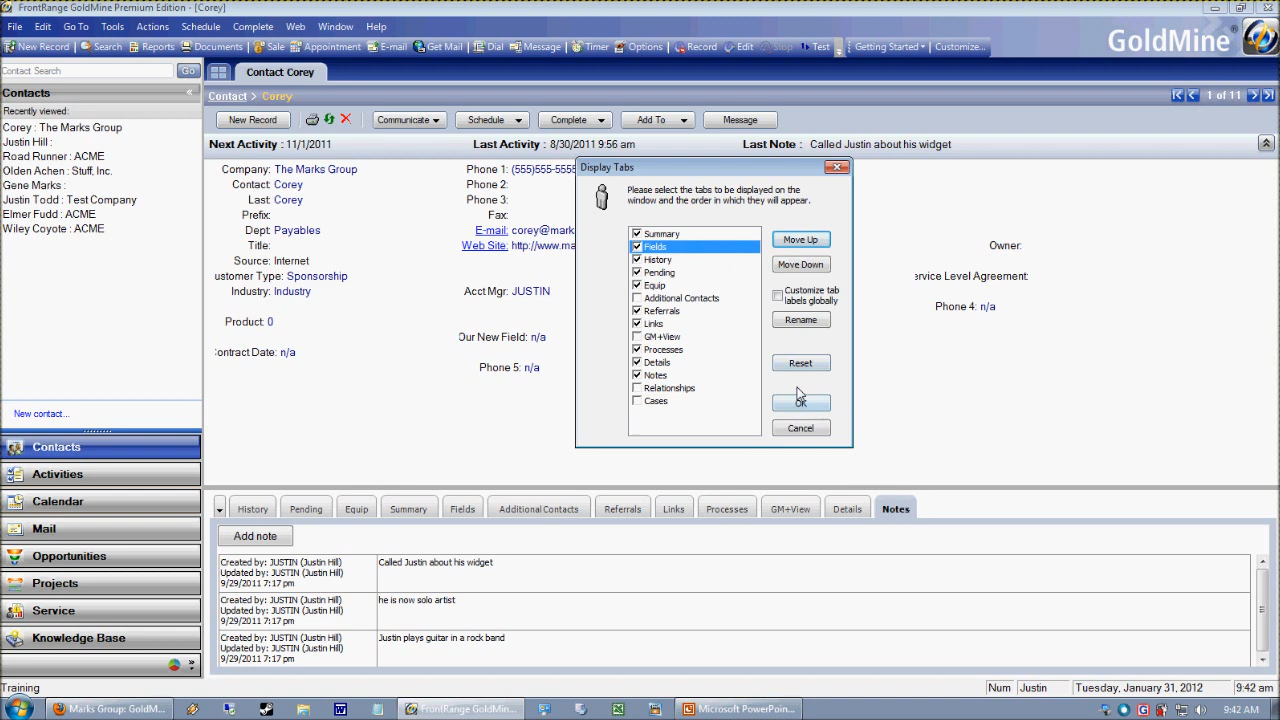 FrontRange GoldMine Premium Edition - [Corey]
File Edit Go To Tools Actions Schedule Complete Web Window Help
New Record Search Reports Documents Sale Appointment E-mail Get Mail Dial Message Timer Options Record Edit Stop Test Getting Started Customize...
GoldMine
Contact Search Go
Contact Corey
Contacts
Contact > Corey 1 of 11
Recently viewed:
Corey : The Marks Group
Justin Hill :
Road Runner : ACME
Olden Achen : Stuff, Inc.
Gene Marks :
Justin Todd : Test Company
Elmer Fudd : ACME
Wiley Coyote : ACME
New contact...
Contacts
Activities
Calendar
Mail
Opportunities
Projects
Service
Knowledge Base
New Record Communicate Schedule Complete Add To Message
Next Activity : 11/1/2011 Last Activity : 8/30/2011 9:56 am Last Note : Called Justin about his widget
Company: The Marks Group
Contact: Corey
Last: Corey
Prefix:
Dept: Payables
Title:
Source: Internet
ustomer Type: Sponsorship
Industry: Industry
Product: 0
ontract Date: n/a
Phone 1: (555)555-5555
Phone 2:
Phone 3:
Fax:
E-mail: corey@mark
Web Site: http://www.ma
Acct Mgr: JUSTIN
Our New Field: n/a
Phone 5: n/a
Owner:
ervice Level Agreement:
Phone 4: n/a
Display Tabs
Please select the tabs to be displayed on the
window and the order in which they will appear.
Summary
Fields
History
Pending
Equip
Additional Contacts
Referrals
Links
GM+View
Processes
Details
Notes
Relationships
Cases
Move Up
Move Down
Customize tab
labels globally
Rename
Reset
OK
Cancel
History Pending Equip Summary Fields Additional Contacts Referrals Links Processes GM+View Details Notes
Add note
Created by: JUSTIN (Justin Hill) Called Justin about his widget
Updated by: JUSTIN (Justin Hill)
9/29/2011 7:17 pm
Created by: JUSTIN (Justin Hill) he is now solo artist
Updated by: JUSTIN (Justin Hill)
9/29/2011 7:17 pm
Created by: JUSTIN (Justin Hill) Justin plays guitar in a rock band
Updated by: JUSTIN (Justin Hill)
9/29/2011 7:17 pm
Training Num Justin Tuesday, January 31, 2012 9:42 am
Marks Group: GoldM... FrontRange GoldMin... Microsoft PowerPoin... 9:42 AM